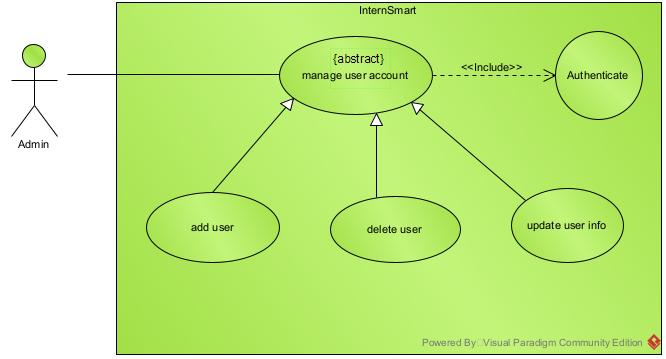 InternSmart
{abstract}
manage user account
<<Include>>
Authenticate
Admin
add user
delete user
update user info
Powered By Visual Paradigm Community Edition